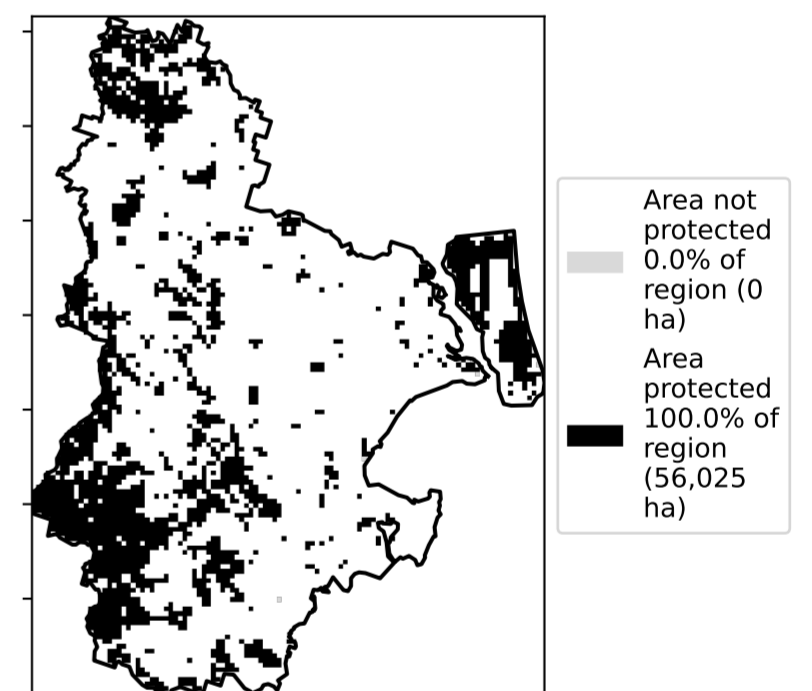 Area not
protected
0.0% of
region (0
ha)
Area
protected
100.0% of
region
(56,025
ha)